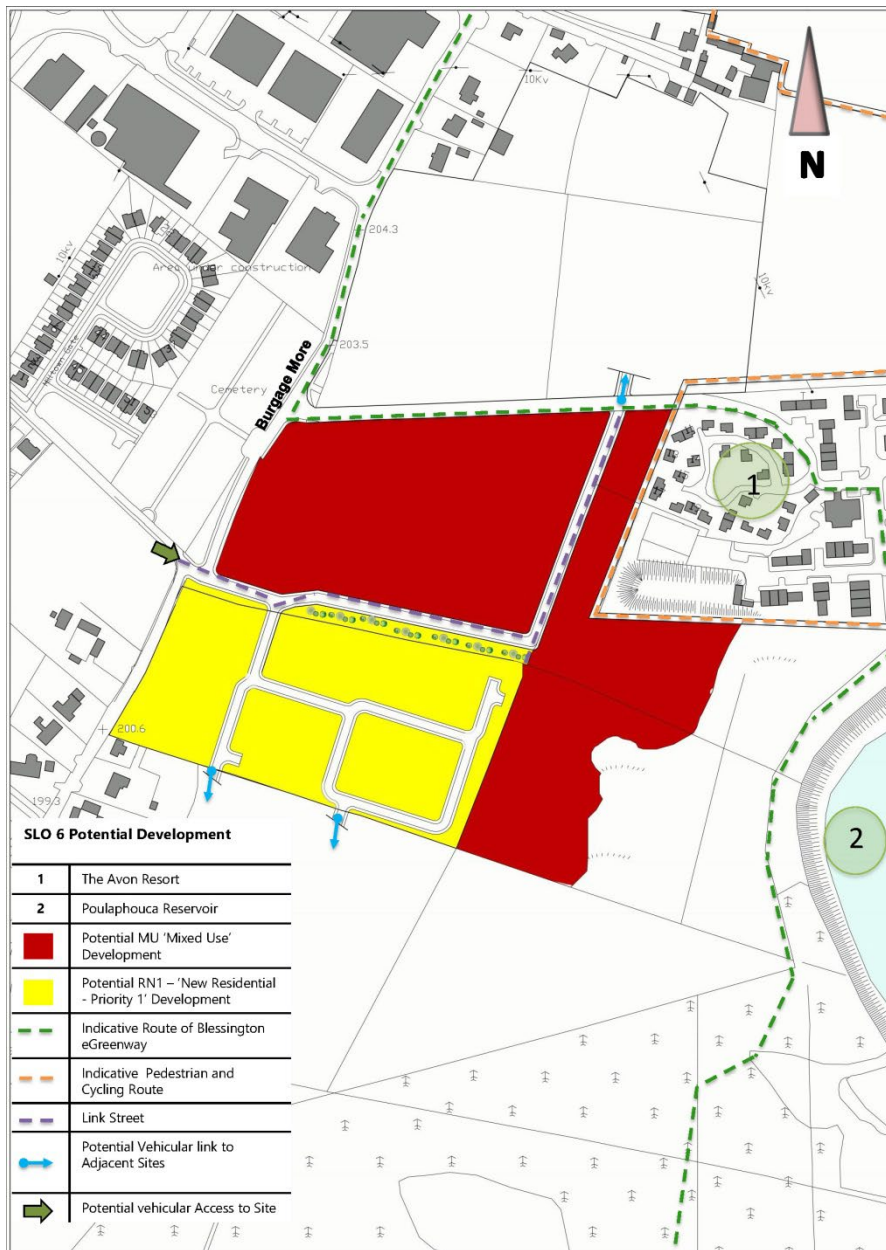 N
10Kv
10kv
204.3
Area under construction
10kv
203.5
Burgage More
Cemetery
1
200.6
199.3
2
SLO 6 Potential Development
1 The Avon Resort
2 Poulaphouca Reservoir
Potential MU ‘Mixed Use’
Development
Potential RN1 – ‘New Residential
- Priority 1’ Development
Indicative Route of Blessington
eGreenway
Indicative Pedestrian and
Cycling Route
Link Street
Potential Vehicular link to
Adjacent Sites
Potential vehicular Access to Site